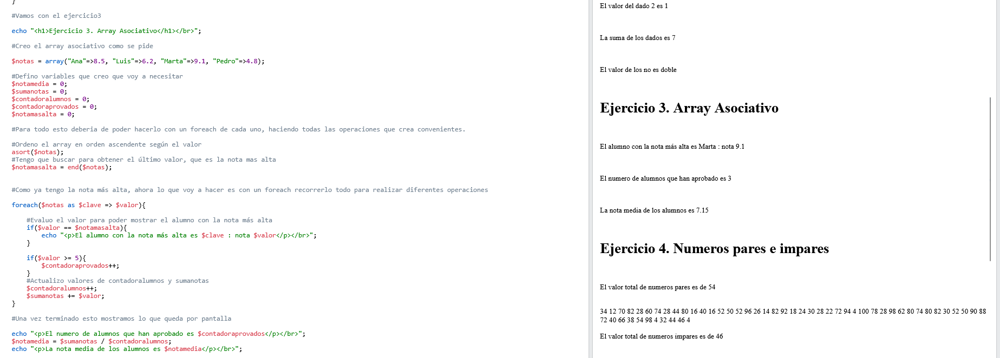 }
#Vamos con el ejercicio3
echo "<h1>Ejercicio 3. Array Asociativo</h1></br>";
#Creo el array asociativo como se pide
$notas = array("Ana"=>8.5, "Luis"=>6.2, "Marta"=>9.1, "Pedro"=>4.8);
#Defino variables que creo que voy a necesitar
$notamedia = 0;
$sumanotas = 0;
$contadoralumnos = 0;
$contadoraprovados = 0;
$notamasalta = 0;
#Para todo esto deberia de poder hacerlo con un foreach de cada uno, haciendo todas las operaciones que crea convenientes.
#Ordeno el array en orden ascendente según el valor
asort($notas);
#Tengo que buscar para obtener el último valor, que es la nota mas alta
$notamasalta = end($notas);
#Como ya tengo la nota más alta, ahora lo que voy a hacer es con un foreach recorrerlo todo para realizar diferentes operaciones
foreach($notas as $clave => $valor){
#Evaluo el valor para poder mostrar el alumno con la nota más alta
if($valor == $notamasalta){
echo "<p>El alumno con la nota más alta es $clave : nota $valor</p></br>";
}
if($valor >= 5){
$contadoraprovados++;
}
#Actualizo valores de contadoralumnos y sumanotas
$contadoralumnos++;
$sumanotas += $valor;
}
#Una vez terminado esto mostramos lo que queda por pantalla
echo "<p>El numero de alumnos que han aprobado es $contadoraprovados</p></br>";
$notamedia = $sumanotas / $contadoralumnos;
echo "<p>La nota media de los alumnos es $notamedia</p></br>";
El valor del dado 2 es 1
La suma de los dados es 7
El valor de los no es doble
Ejercicio 3. Array Asociativo
El alumno con la nota más alta es Marta : nota 9.1
El numero de alumnos que han aprobado es 3
La nota media de los alumnos es 7.15
Ejercicio 4. Numeros pares e impares
El valor total de numeros pares es de 54
34 12 70 82 28 60 74 28 44 80 16 40 16 52 50 52 96 26 14 82 92 18 24 30 28 22 72 94 4 100 78 28 98 62 80 74 80 82 30 52 50 90 88
72 40 66 38 54 98 4 32 44 46 4
El valor total de numeros impares es de 46